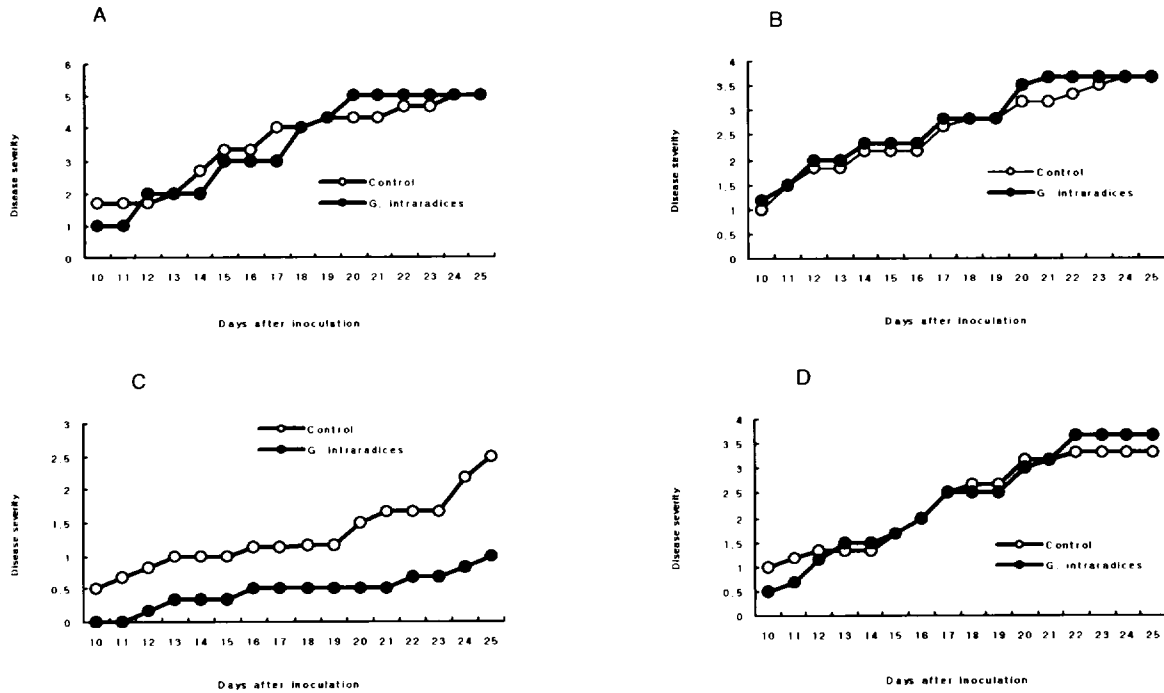 A
6
5
4
3
2
1
0
Disease severity
Control
G. intraradices
10 11 12 13 14 15 16 17 18 19 20 21 22 23 24 25
Days after inoculation
B
4
3.5
3
2.5
2
1.5
1
0.5
0
Disease severity
Control
G. intraradices
10 11 12 13 14 15 16 17 18 19 20 21 22 23 24 25
Days after inoculation
C
3
2.5
2
1.5
1
0.5
0
Disease severity
Control
G. intraradices
10 11 12 13 14 15 16 17 18 19 20 21 22 23 24 25
Days after inoculation
D
4
3.5
3
2 5
2
1.5
1
0.5
0
Disease severity
Control
G. intraradices
10 11 12 13 14 15 16 17 18 19 20 21 22 23 24 25
Days after inoculation